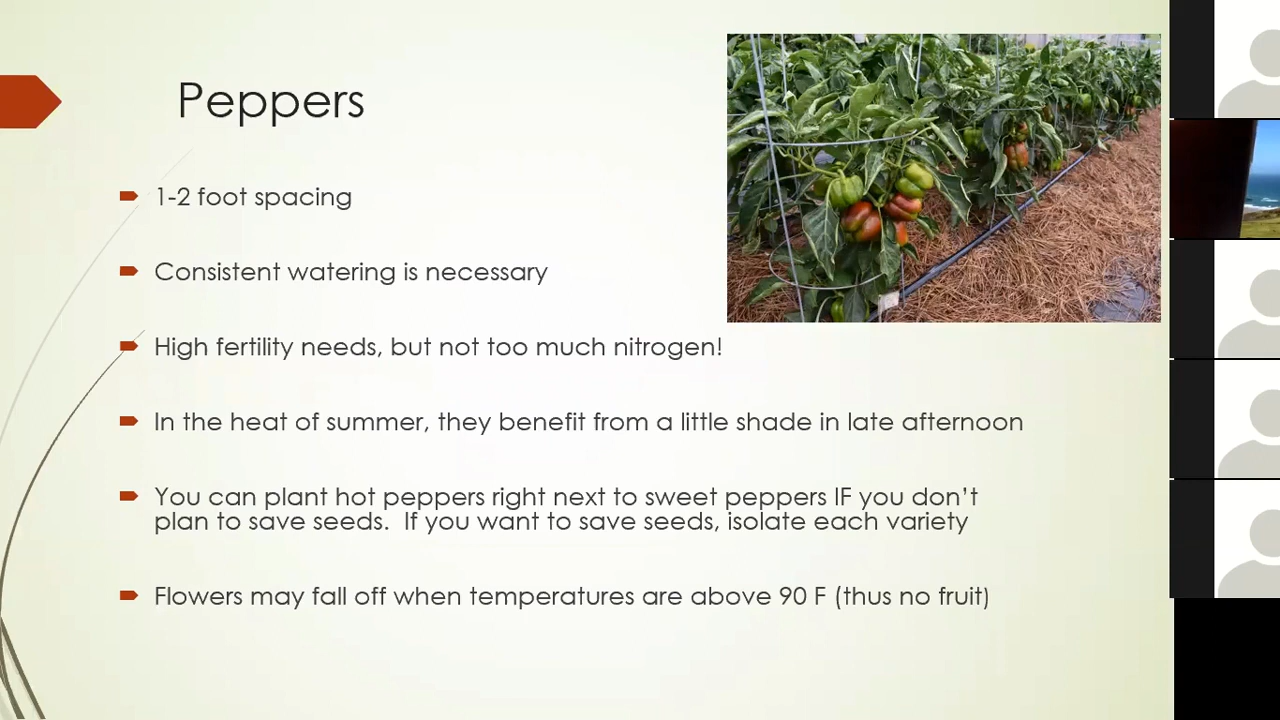 Peppers
1-2 foot spacing
Consistent watering is necessary
High fertility needs, but not too much nitrogen!
In the heat of summer, they benefit from a little shade in late afternoon
You can plant hot peppers right next to sweet peppers IF you don’t
plan to save seeds.  If you want to save seeds, isolate each variety
Flowers may fall off when temperatures are above 90 F (thus no fruit)